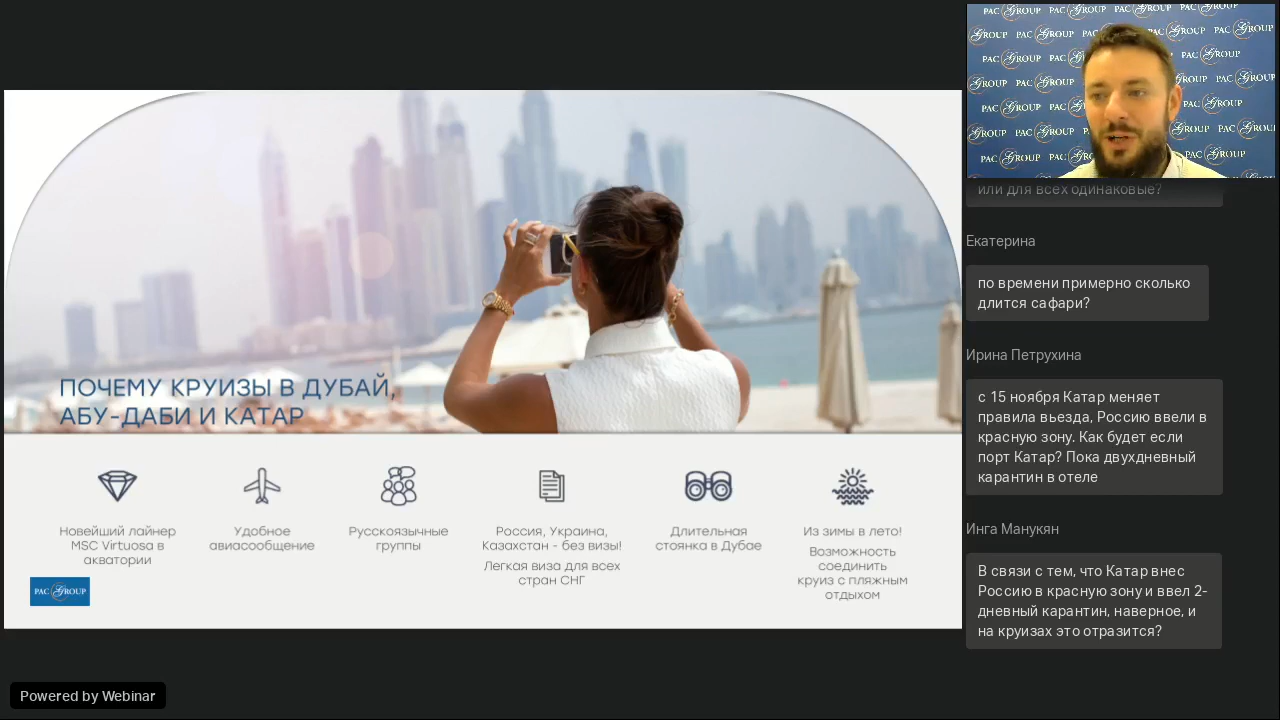 ПОЧЕМУ КРУИЗЫ В ДУБАЙ,
АБУ-ДАБИ И КАТАР
Новейший лайнер
MSC Virtuosa в
акватории
Удобное
авиасообщение
Русскоязычные
группы
Россия, Украина,
Казахстан - без визы!
Легкая виза для всех
стран СНГ
Длительная
стоянка в Дубае
Из зимы в лето!
Возможность
соединить
круиз с пляжным
отдыхом
PAC GROUP
Powered by Webinar
PAC GROUP
или для всех одинаковые?
Екатерина
по времени примерно сколько
длится сафари?
Ирина Петрухина
с 15 ноября Катар меняет
правила вьезда, Россию ввели в
красную зону. Как будет если
порт Катар? Пока двухдневный
карантин в отеле
Инга Манукян
В связи с тем, что Катар внес
Россию в красную зону и ввел 2-
дневный карантин, наверное, и
на круизах это отразится?